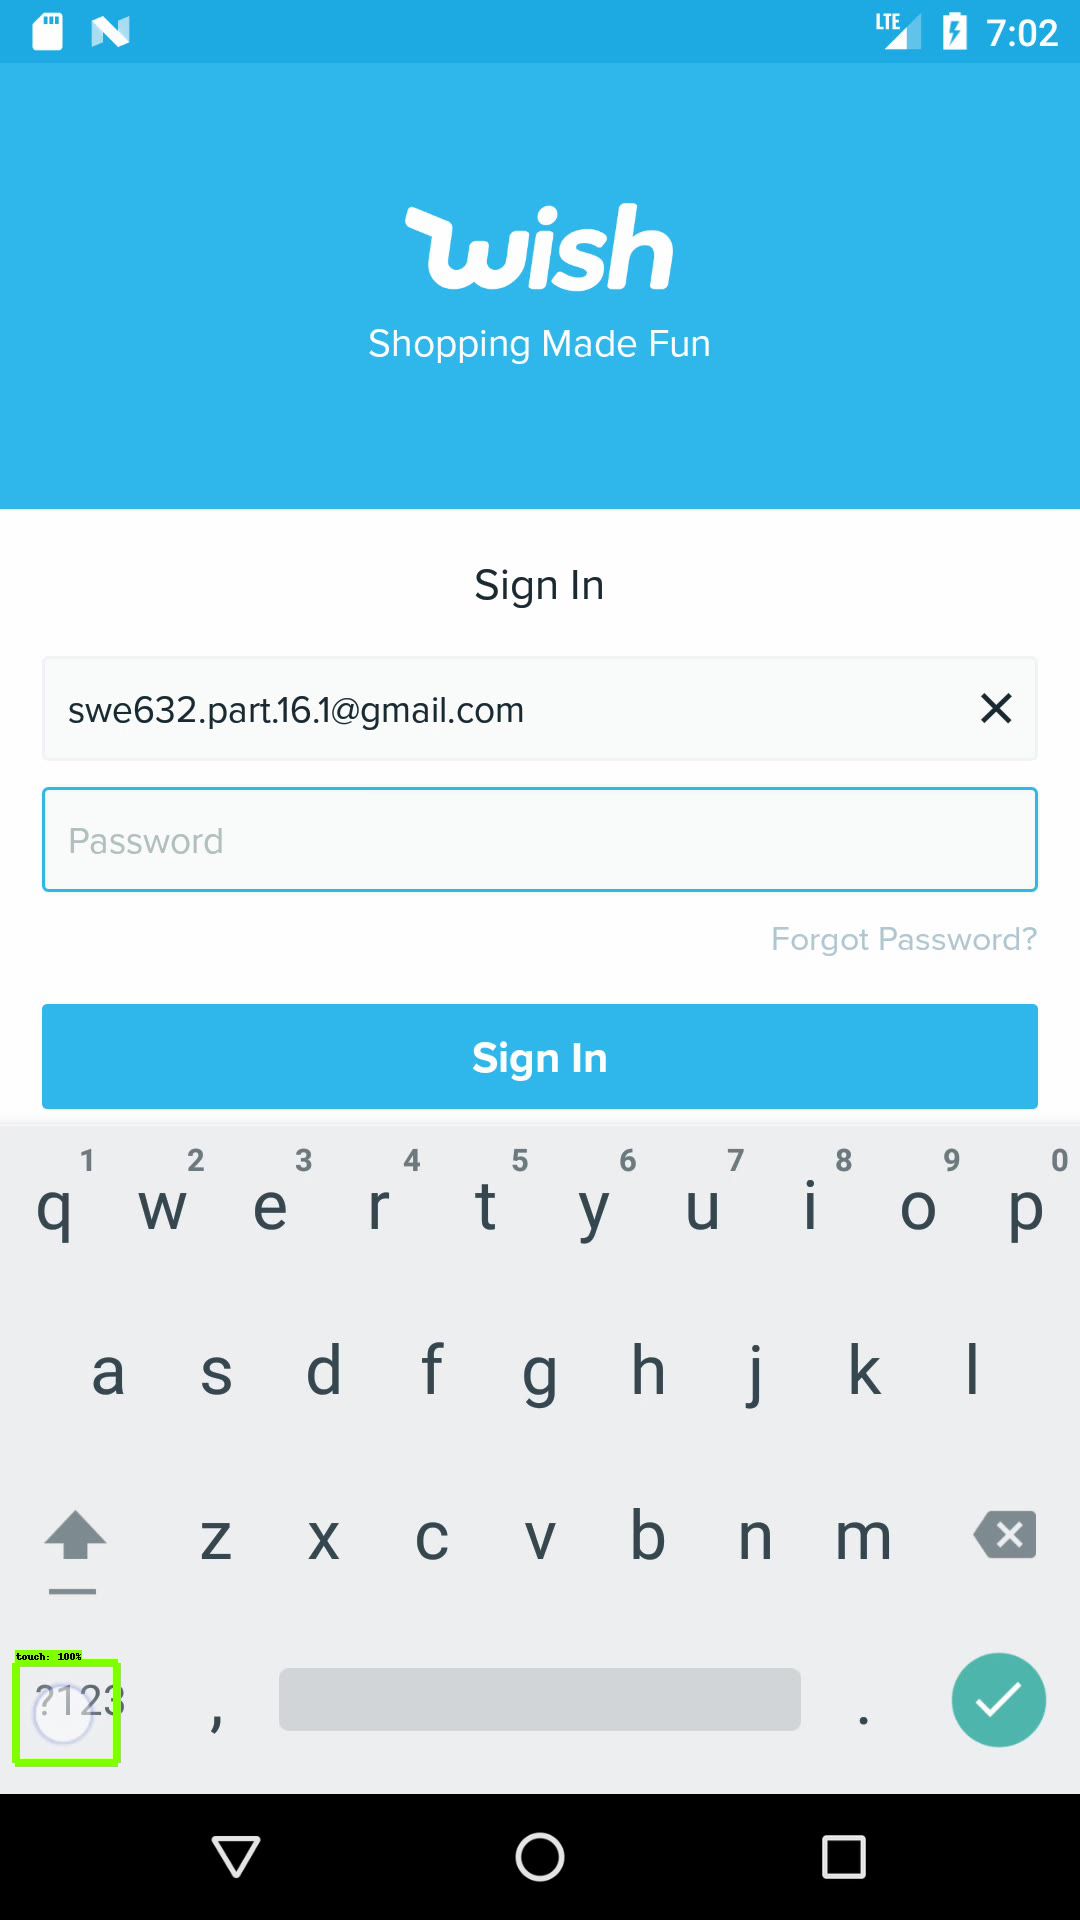 LTE 7:02
wish
Shopping Made Fun
Sign In
swe632.part.16.1@gmail.com
Password
Forgot Password?
Sign In
1 2 3 4 5 6 7 8 9 0
q w e r t y u i o p
a s d f g h j k l
z x c v b n m
touch: 100%
?123 , .